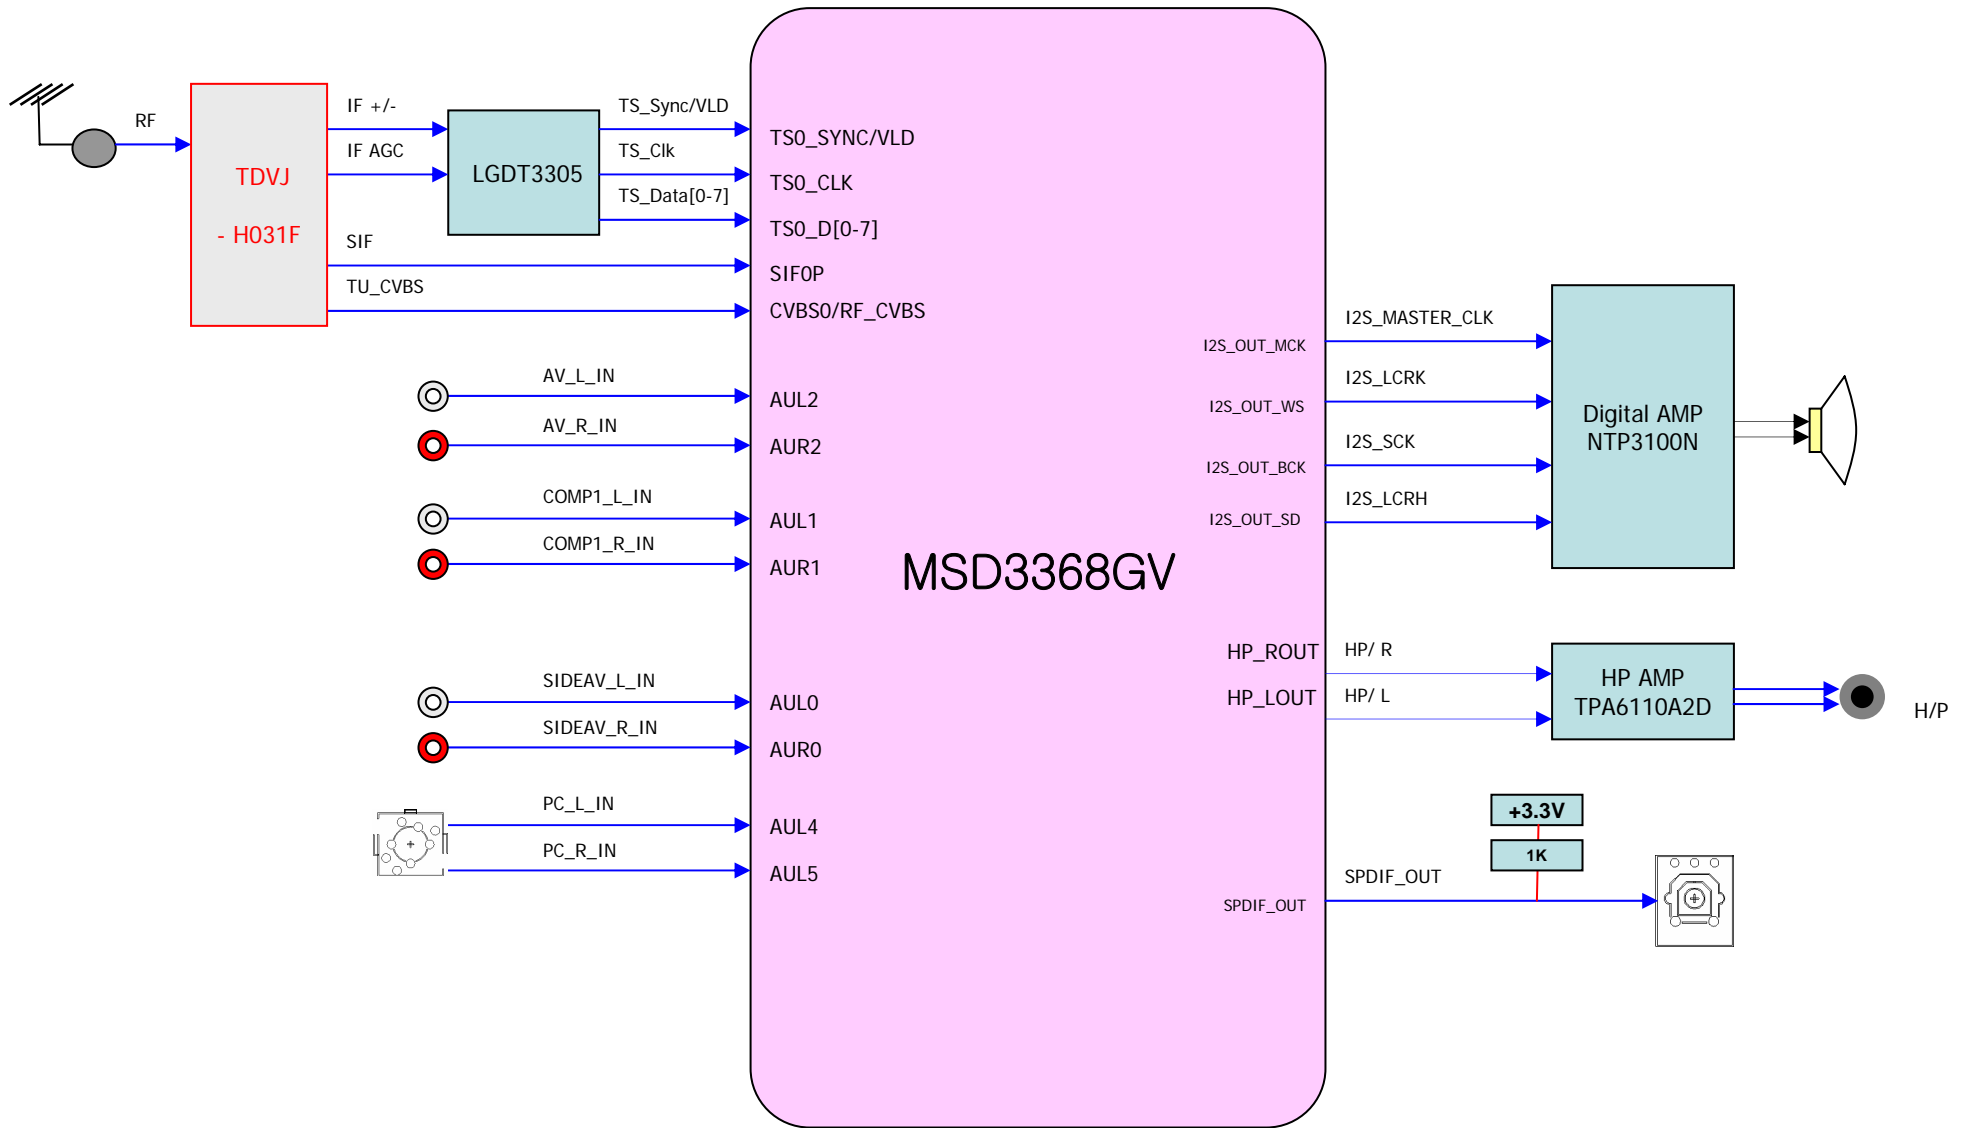 RF
TDVJ
- H031F
IF +/-
IF AGC
SIF
TU_CVBS
LGDT3305
TS_Sync/VLD
TS_Clk
TS_Data[0-7]
TS0_SYNC/VLD
TS0_CLK
TS0_D[0-7]
SIF0P
CVBS0/RF_CVBS
AV_L_IN
AUL2
AV_R_IN
AUR2
COMP1_L_IN
AUL1
COMP1_R_IN
AUR1
SIDEAV_L_IN
AUL0
SIDEAV_R_IN
AUR0
PC_L_IN
AUL4
PC_R_IN
AUL5
MSD3368GV
I2S_OUT_MCK
I2S_MASTER_CLK
I2S_OUT_WS
I2S_LCRK
I2S_OUT_BCK
I2S_SCK
I2S_OUT_SD
I2S_LCRH
Digital AMP
NTP3100N
HP_ROUT
HP/ R
HP_LOUT
HP/ L
HP AMP
TPA6110A2D
H/P
+3.3V
1K
SPDIF_OUT
SPDIF_OUT